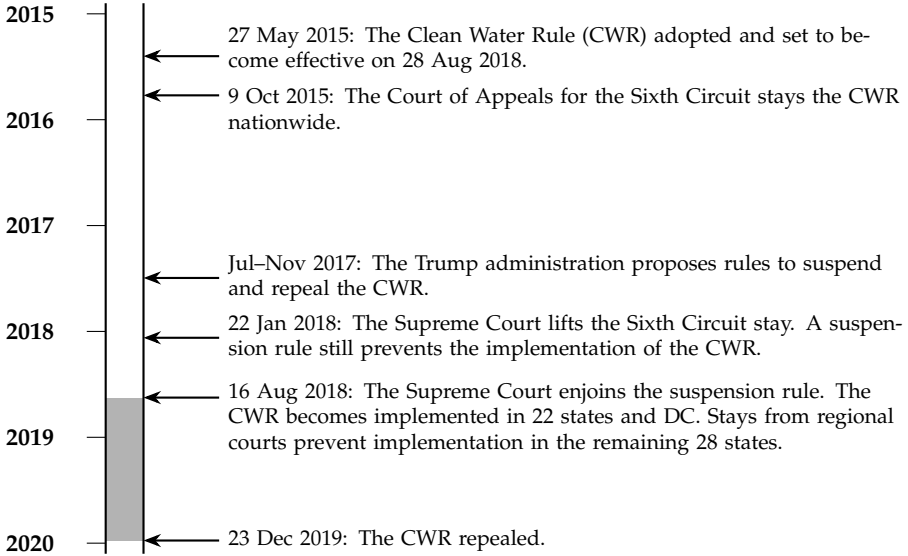 2015
27 May 2015: The Clean Water Rule (CWR) adopted and set to be-
come effective on 28 Aug 2018.
9 Oct 2015: The Court of Appeals for the Sixth Circuit stays the CWR
nationwide.
2016
2017
Jul–Nov 2017: The Trump administration proposes rules to suspend
and repeal the CWR.
2018
22 Jan 2018: The Supreme Court lifts the Sixth Circuit stay. A suspen-
sion rule still prevents the implementation of the CWR.
16 Aug 2018: The Supreme Court enjoins the suspension rule. The
CWR becomes implemented in 22 states and DC. Stays from regional
courts prevent implementation in the remaining 28 states.
2019
23 Dec 2019: The CWR repealed.
2020